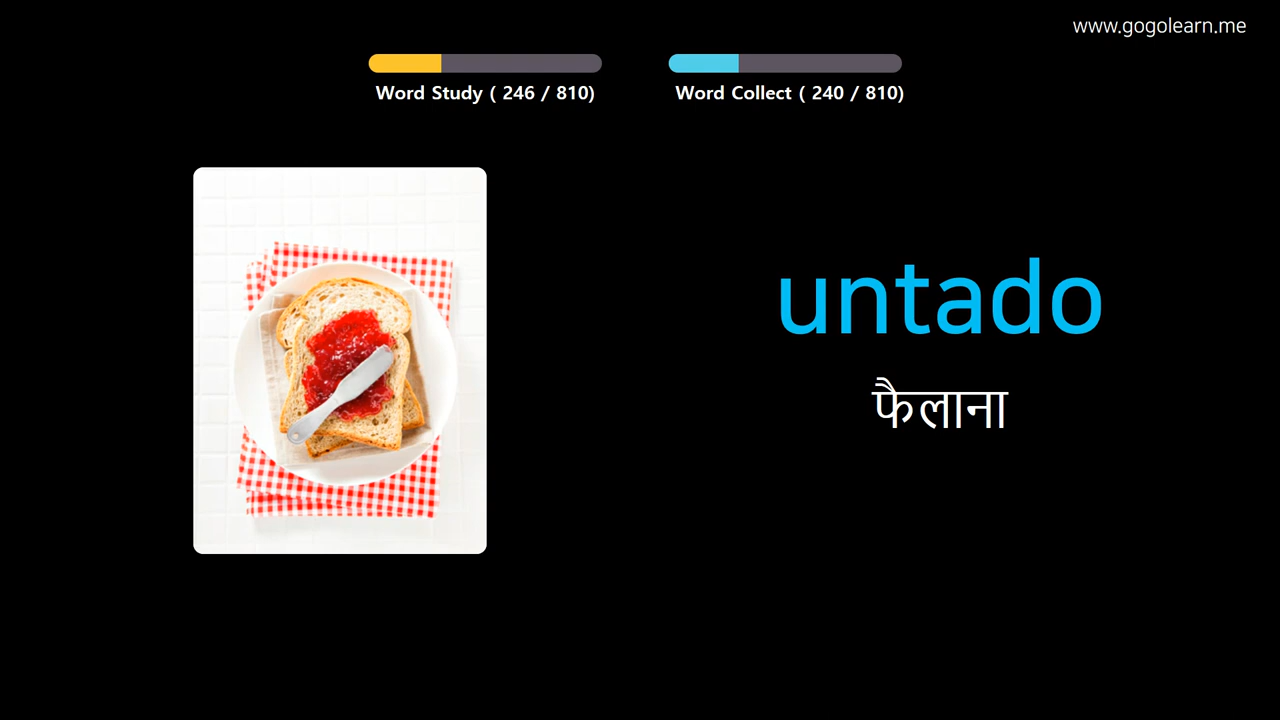 www.gogolearn.me
Word Study ( 246 / 810)
Word Collect ( 240 / 810)
untado
फैलाना